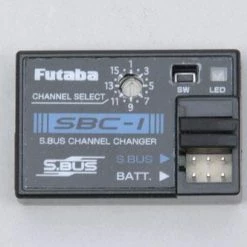 Futaba
CHANNEL SELECT
1
15
3
13
5
11
7
9
SW
LED
SBC-1
S.BUS CHANNEL CHANGER
S.BUS
S.BUS
BATT.